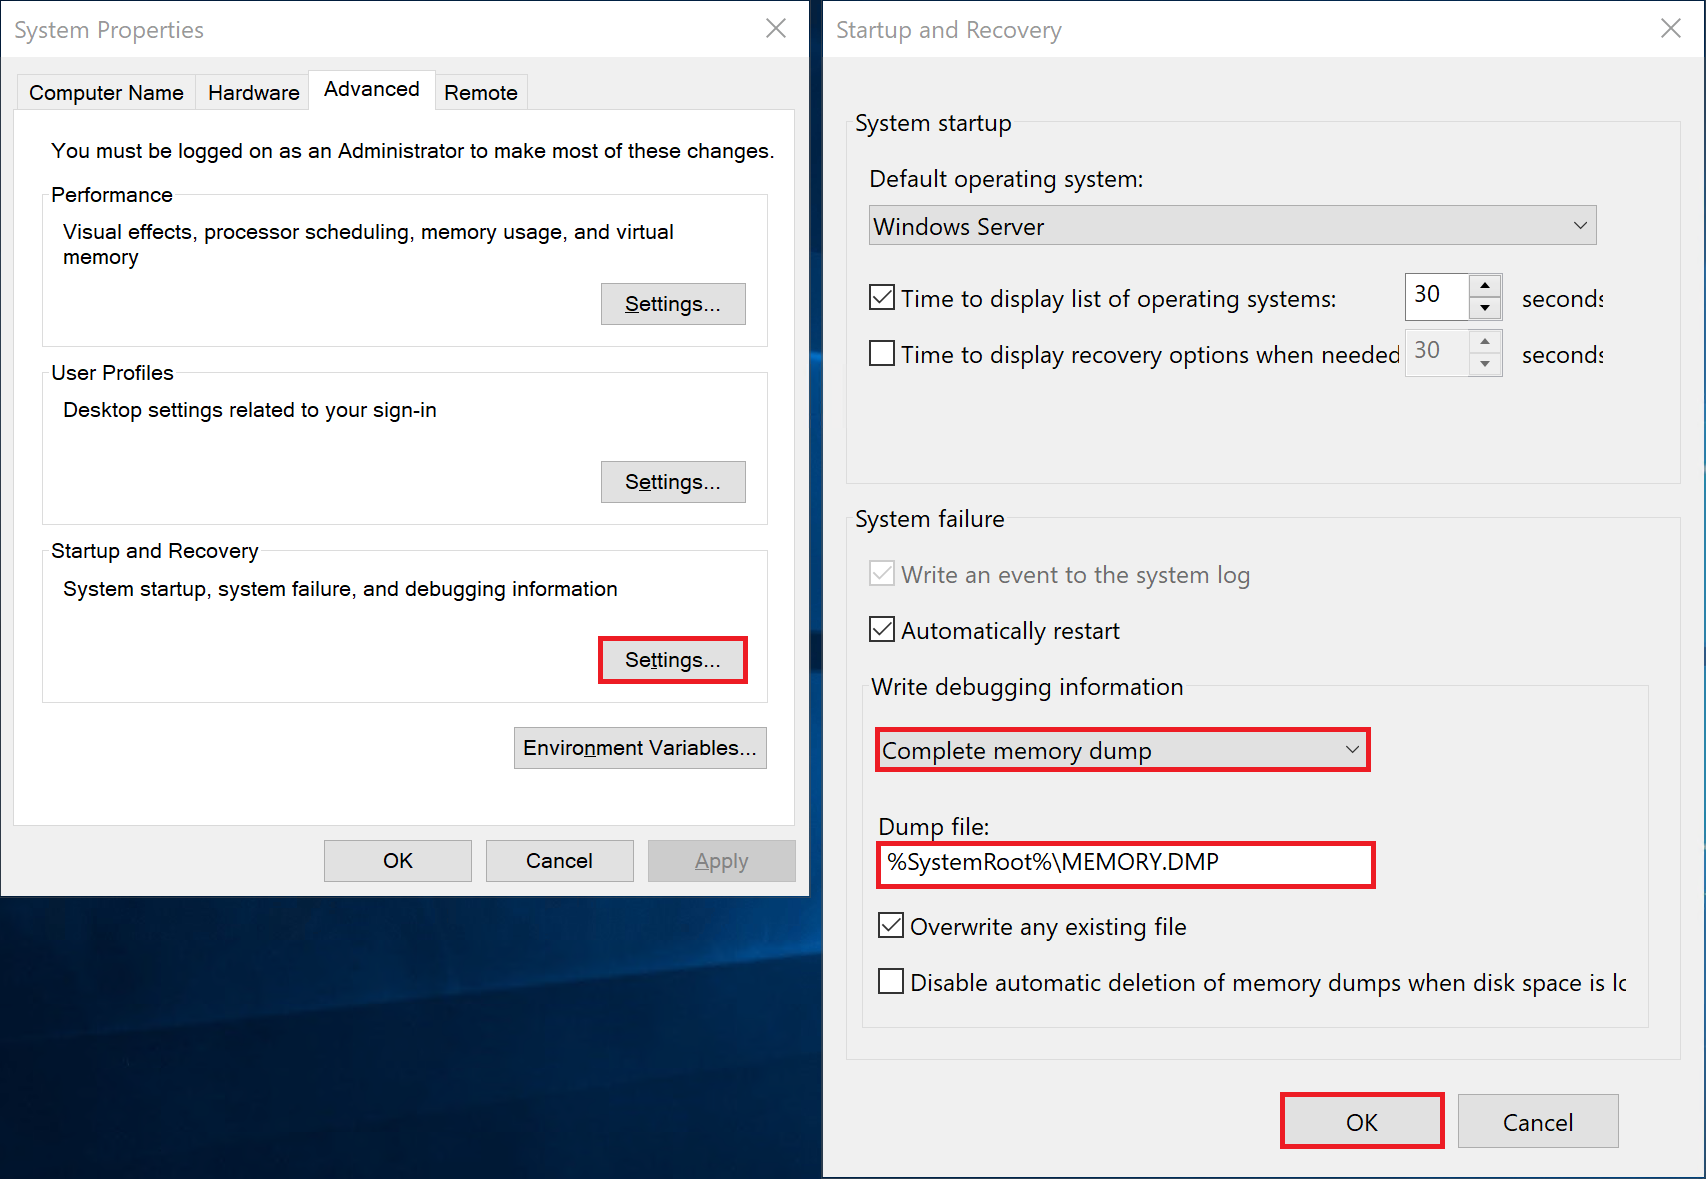 System Properties
Computer Name
Hardware
Advanced
Remote
You must be logged on as an Administrator to make most of these changes.
Performance
Visual effects, processor scheduling, memory usage, and virtual
memory
Settings...
User Profiles
Desktop settings related to your sign-in
Settings...
Startup and Recovery
System startup, system failure, and debugging information
Settings...
Environment Variables...
OK
Cancel
Apply
Startup and Recovery
System startup
Default operating system:
Windows Server
Time to display list of operating systems:
30
seconds
Time to display recovery options when needed
30
seconds
System failure
Write an event to the system log
Automatically restart
Write debugging information
Complete memory dump
Dump file:
%SystemRoot%\MEMORY.DMP
Overwrite any existing file
Disable automatic deletion of memory dumps when disk space is lo
OK
Cancel